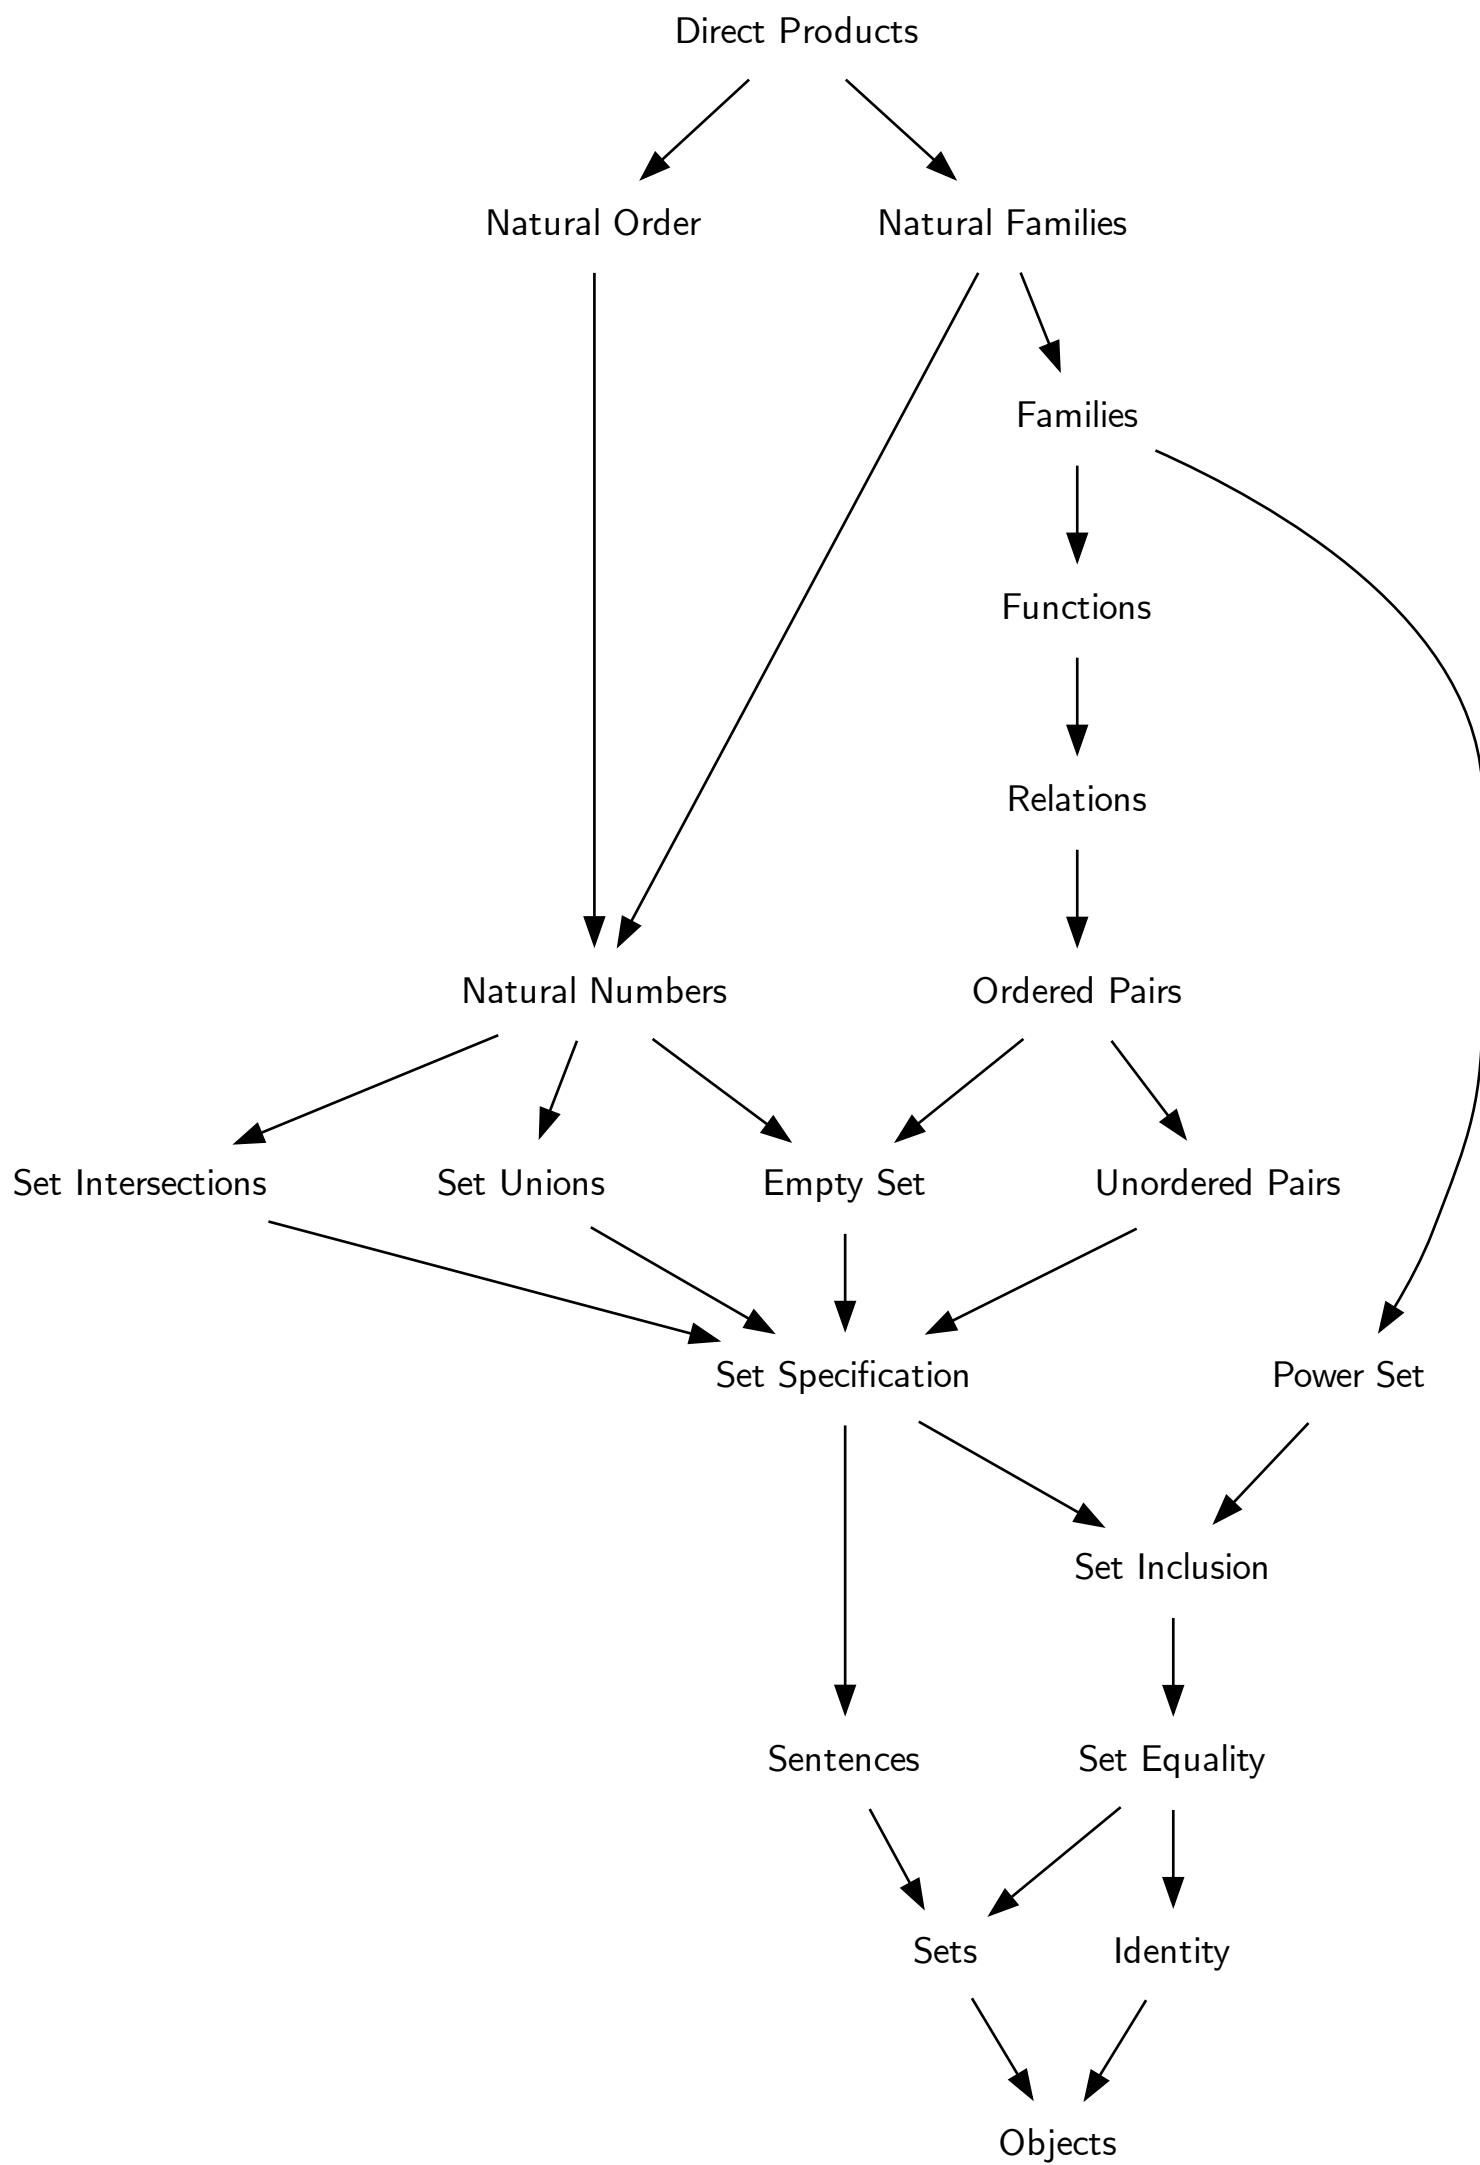 Direct Products
Natural Order
Natural Families
Families
Functions
Relations
Natural Numbers
Ordered Pairs
Set Intersections
Set Unions
Empty Set
Unordered Pairs
Set Specification
Power Set
Set Inclusion
Sentences
Set Equality
Sets
Identity
Objects